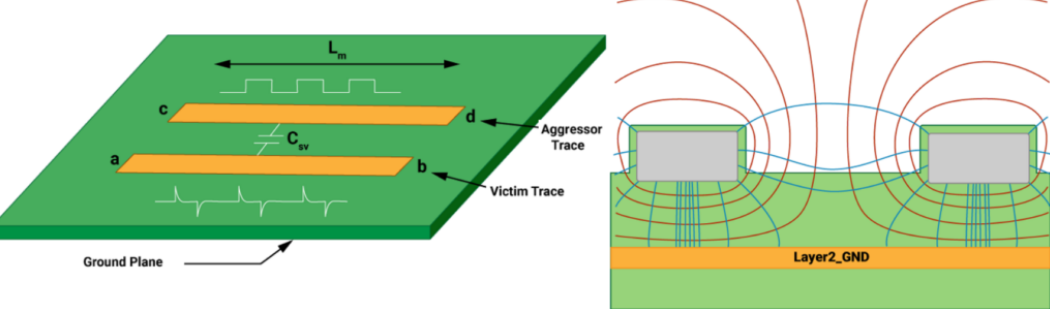 Lm
c
d
Aggressor
Trace
Csv
a
b
Victim Trace
Ground Plane
Layer2_GND